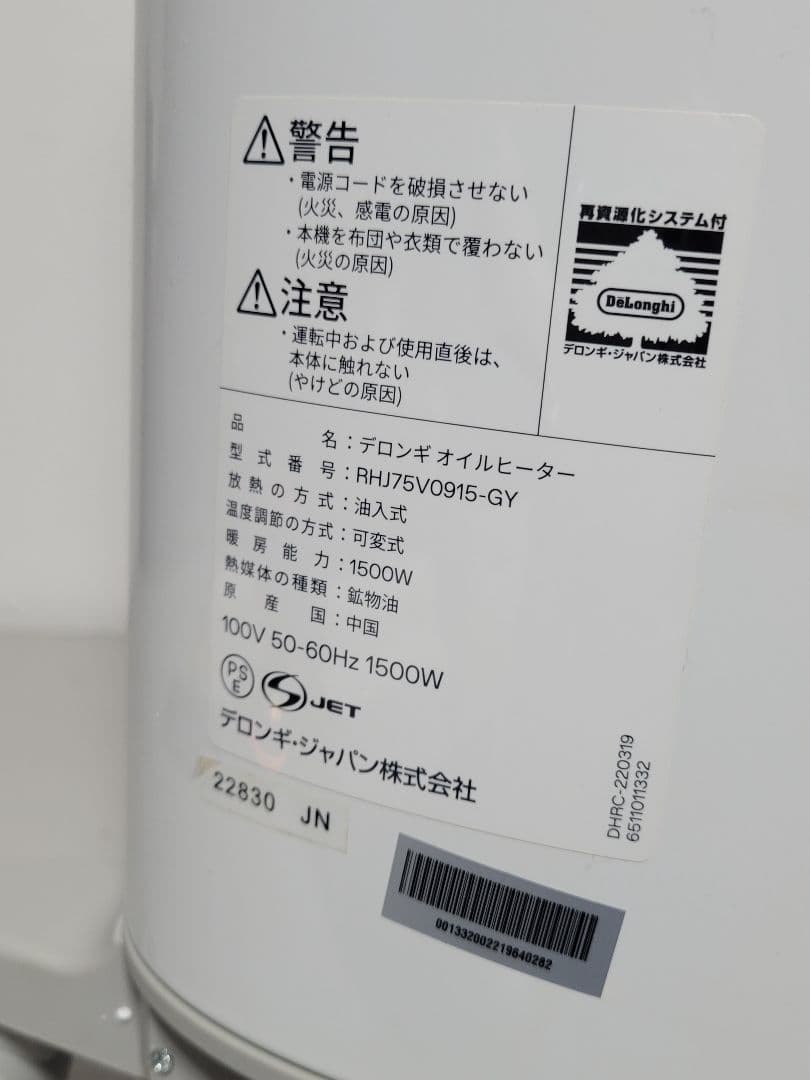 警告
・電源コードを破損させない
(火災、感電の原因)
・本機を布団や衣類で覆わない
(火災の原因)
注意
・運転中および使用直後は、
本体に触れない
(やけどの原因)
再資源化システム付
DeLonghi
デロンギ・ジャパン株式会社
品名：デロンギ オイルヒーター
型式番号：RHJ75V0915-GY
放熱の方式：油入式
温度調節の方式：可変式
暖房能力：1500W
熱媒体の種類：鉱物油
原産国：中国
100V 50-60Hz 1500W
PS
E
JET
デロンギ・ジャパン株式会社
DHRC-220319
6511011332
22830 JN
001332002219640282